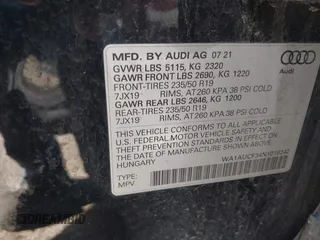 MFD. BY AUDI AG 07 21
GVWR LBS 5115, KG 2320
GAWR FRONT LBS 2690, KG 1220
FRONT-TIRES 235/50 R19
7JX19 RIMS, AT 260 KPA 38 PSI COLD
GAWR REAR LBS 2646, KG 1200
REAR-TIRES 235/50 R19
7JX19 RIMS, AT 260 KPA 38 PSI COLD
THIS VEHICLE CONFORMS TO ALL APPLICABLE
U.S. FEDERAL MOTOR VEHICLE SAFETY AND THEFT
PREVENTION STANDARDS IN EFFECT ON THE
DATE OF MANUFACTURE SHOWN ABOVE.
HUNGARY
TYPE:
MPV
Audi